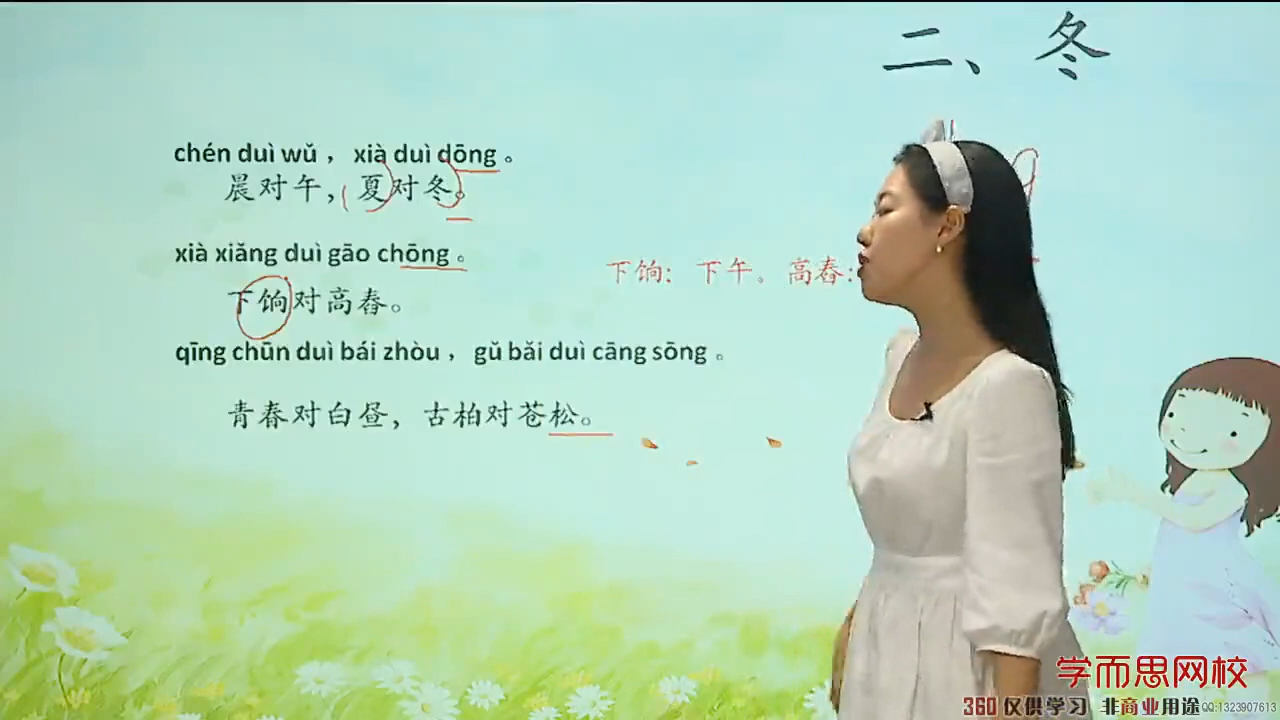 二、冬
chén duì wǔ ，xià duì dōng 。
晨对午，夏对冬。
xià xiǎng duì gāo chōng 。
下饷：下午。高舂：
下饷对高舂。
qīng chūn duì bái zhòu ，gǔ bǎi duì cāng sōng 。
青春对白昼，古柏对苍松。
学而思网校
360 仅供学习 非商业用途QQ:1323907613